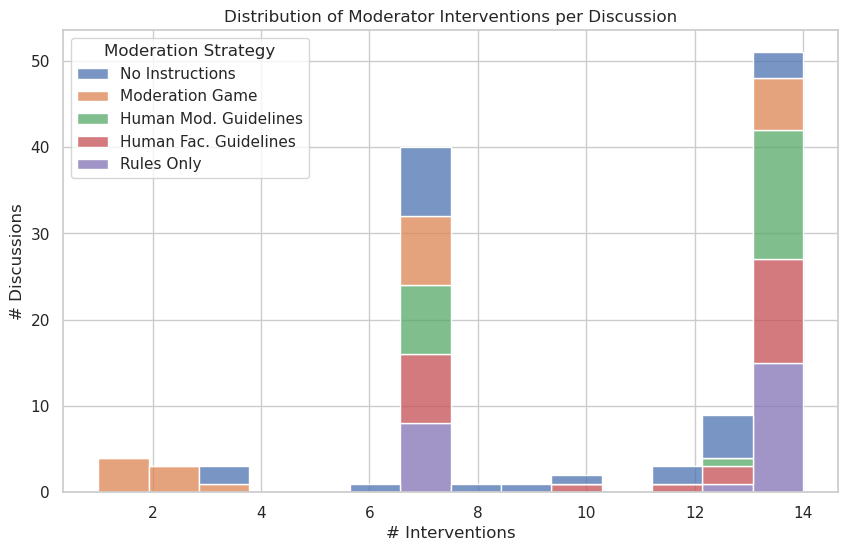 Distribution of Moderator Interventions per Discussion
Moderation Strategy
No Instructions
Moderation Game
Human Mod. Guidelines
Human Fac. Guidelines
Rules Only
# Discussions
50
40
30
20
10
0
2 4 6 8 10 12 14
# Interventions